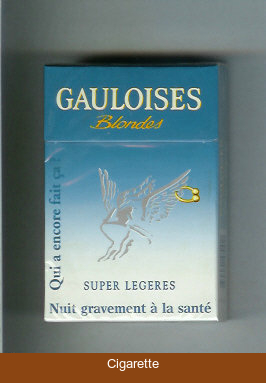 GAULOISES
Blondes
Qui a encore fait ça ?
SUPER LEGERES
Nuit gravement à la santé
Cigarette